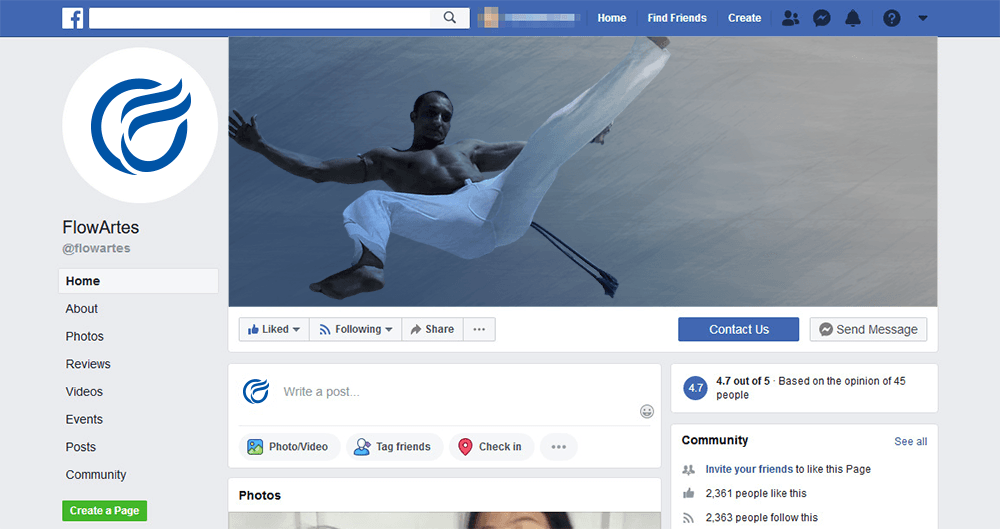 f
Home
Find Friends
Create
FlowArtes
@flowartes
Home
About
Photos
Reviews
Videos
Events
Posts
Community
Create a Page
Liked
Following
Share
Contact Us
Send Message
Write a post...
Photo/Video
Tag friends
Check in
Photos
4.7
4.7 out of 5 · Based on the opinion of 45
people
Community
See all
Invite your friends to like this Page
2,361 people like this
2,363 people follow this